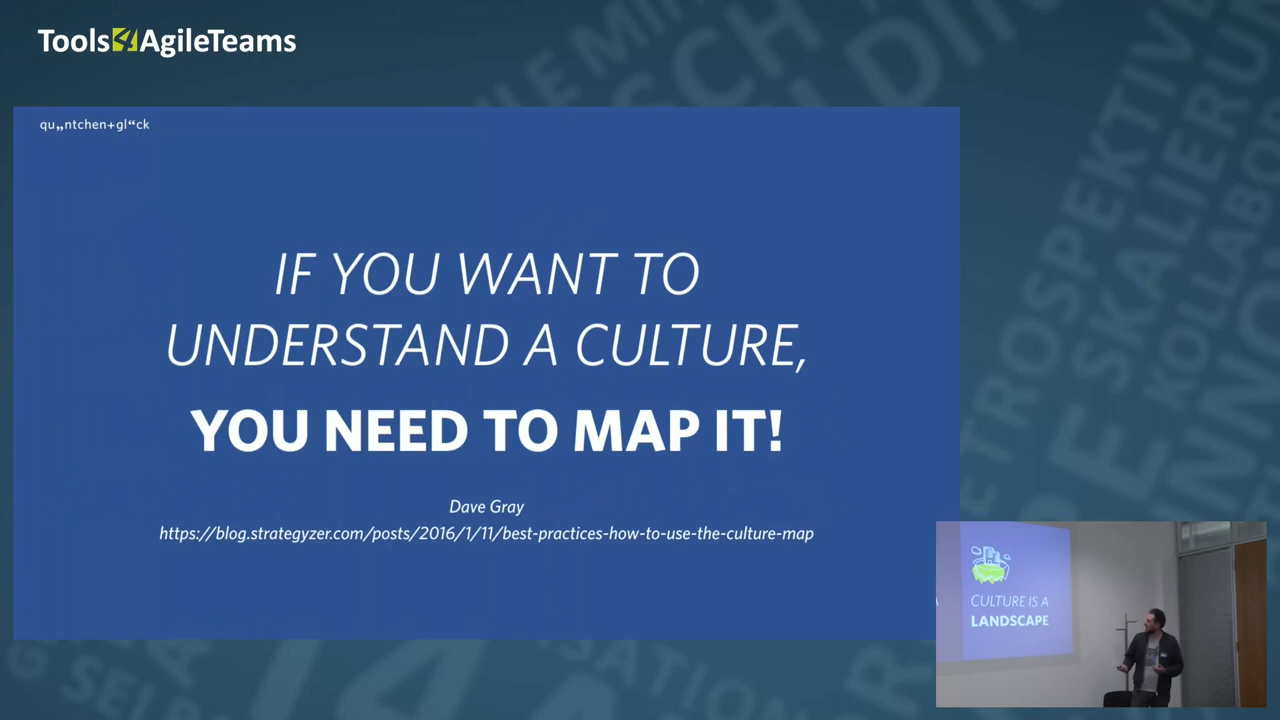 Tools4AgileTeams
qu„ntchen+gl“ck
IF YOU WANT TO
UNDERSTAND A CULTURE,
YOU NEED TO MAP IT!
Dave Gray
https://blog.strategyzer.com/posts/2016/1/11/best-practices-how-to-use-the-culture-map
CULTURE IS A
LANDSCAPE